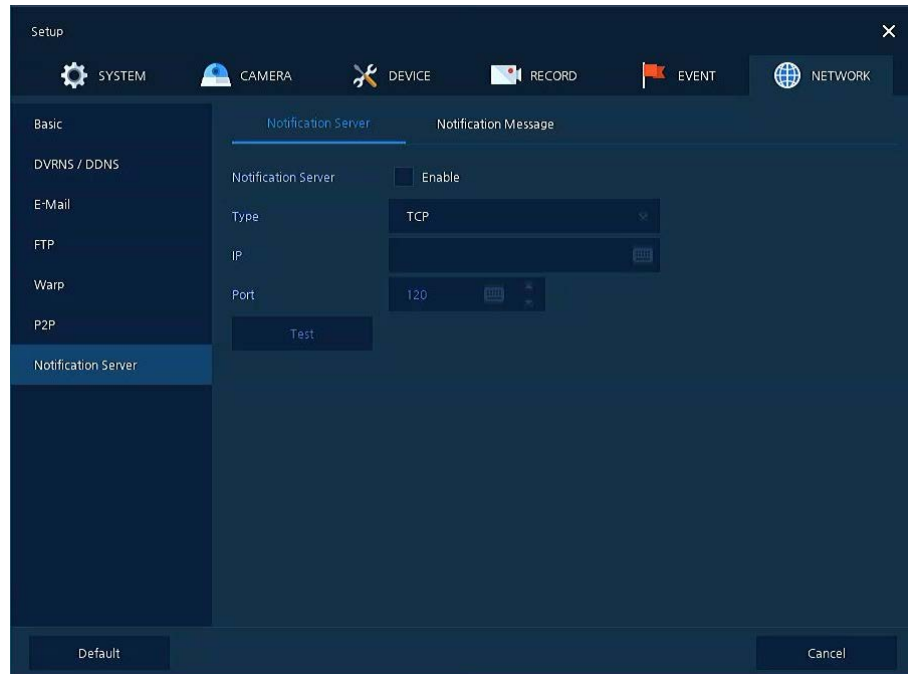 Setup
SYSTEM CAMERA DEVICE RECORD EVENT NETWORK
Basic
DVRNS / DDNS
E-Mail
FTP
Warp
P2P
Notification Server
Notification Server Notification Message
Notification Server Enable
Type TCP
IP
Port 120
Test
Default Cancel